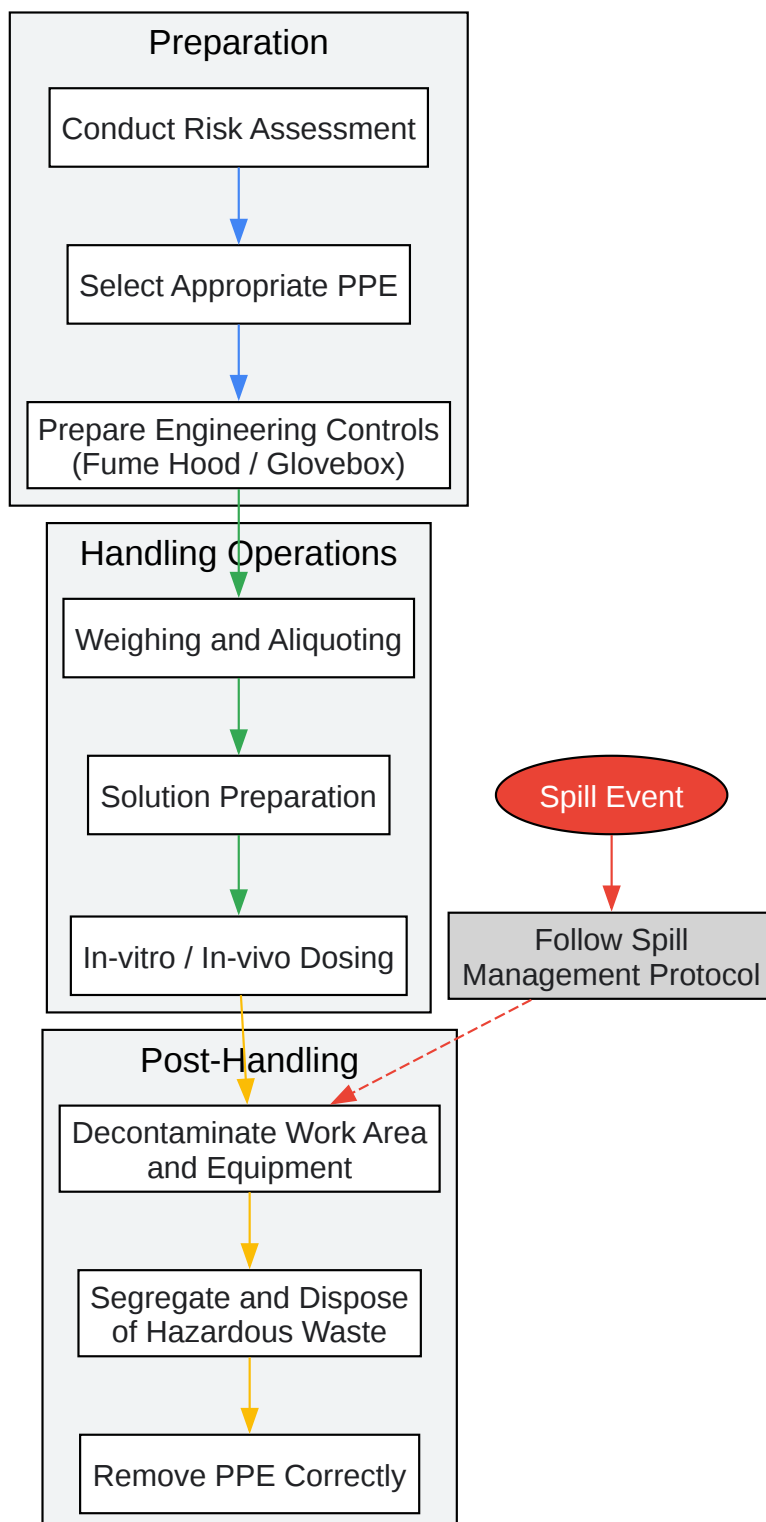 Preparation
Conduct Risk Assessment
Select Appropriate PPE
Prepare Engineering Controls
(Fume Hood / Glovebox)
Handling Operations
Weighing and Aliquoting
Solution Preparation
Spill Event
In-vitro / In-vivo Dosing
Follow Spill
Management Protocol
Post-Handling
Decontaminate Work Area
and Equipment
Segregate and Dispose
of Hazardous Waste
Remove PPE Correctly